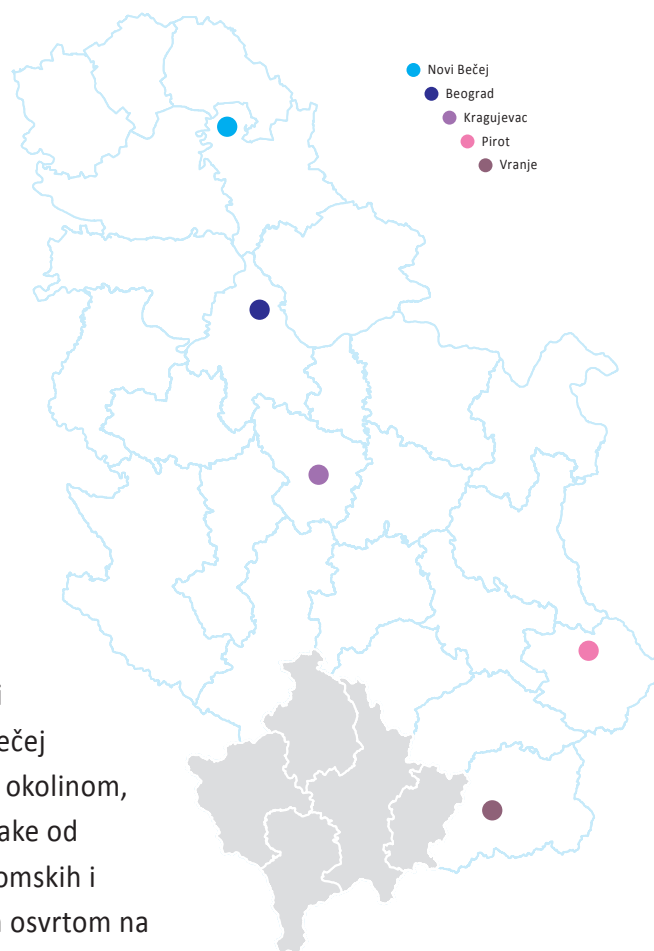 Novi Bečej
Beograd
Kragujevac
Pirot
Vranje
i
ečej
okolinom,
ake od
omskih i
osvrtom na